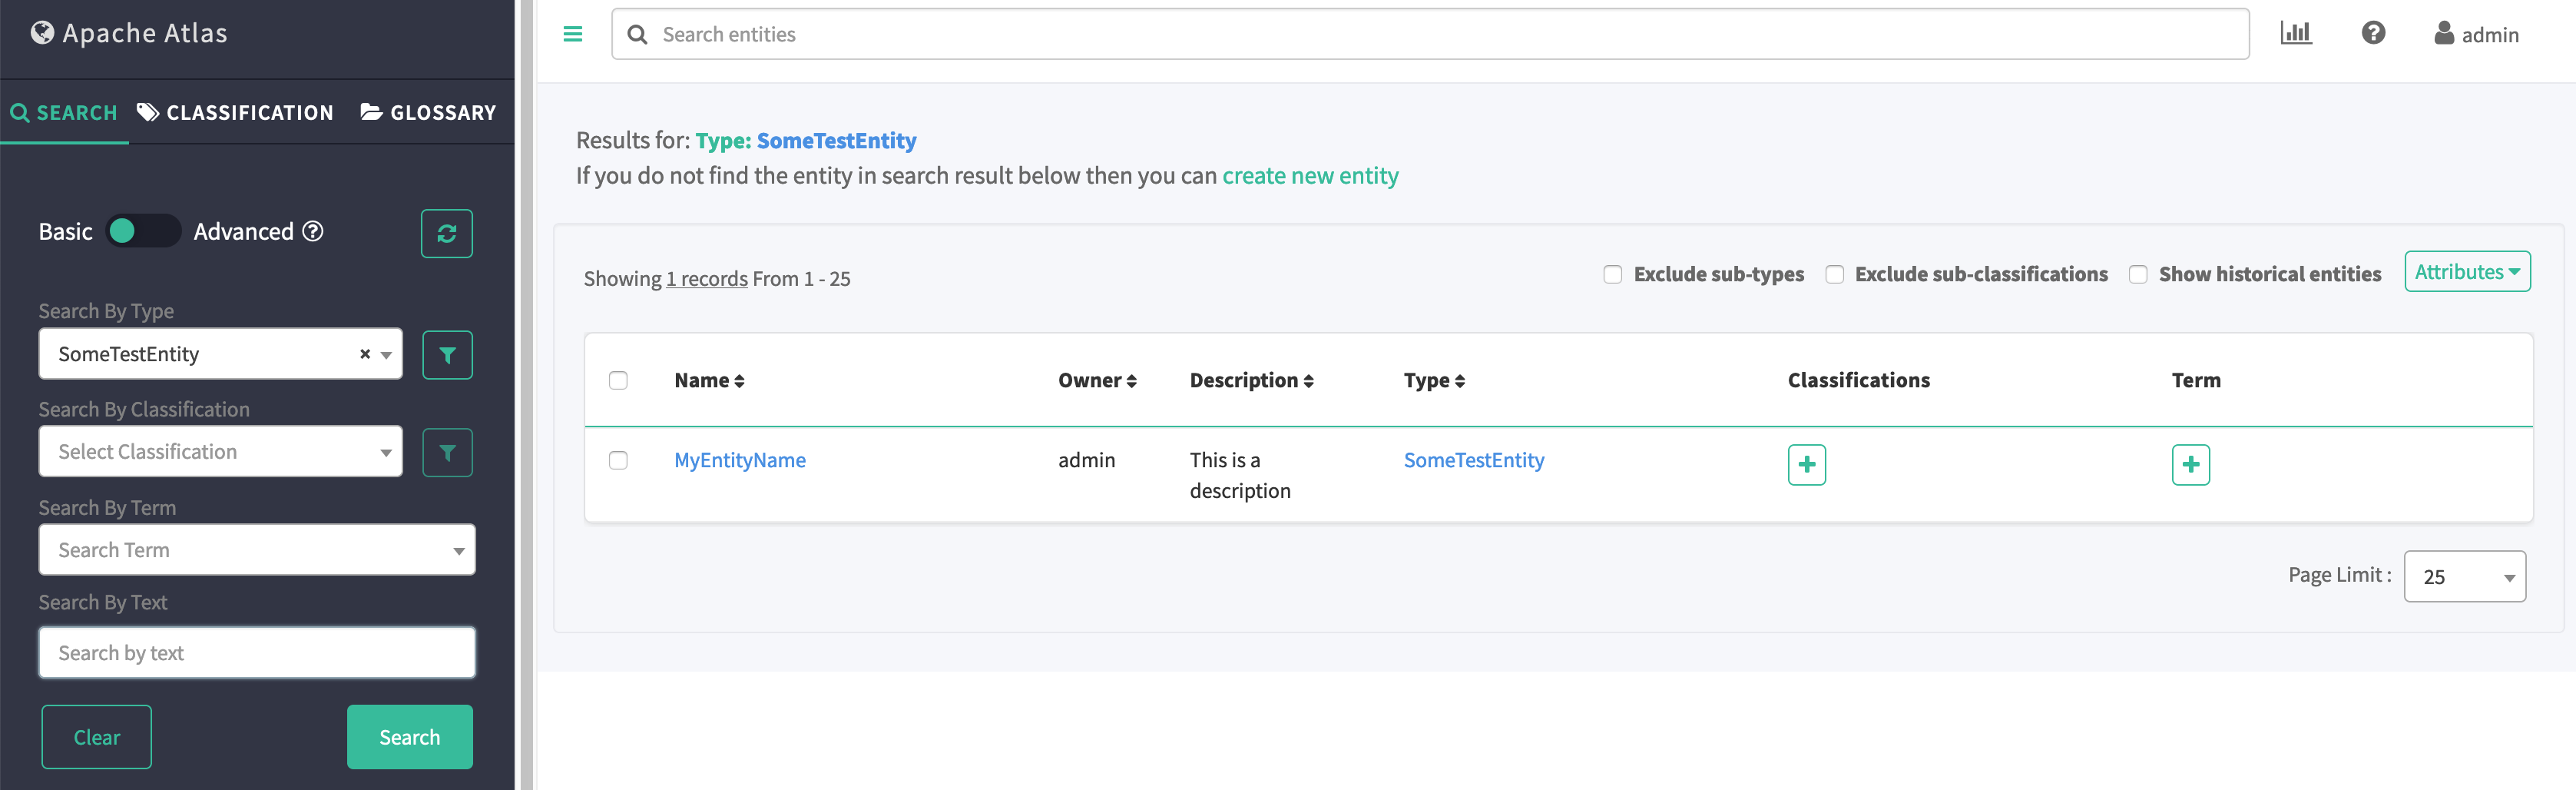 Apache Atlas
SEARCH CLASSIFICATION GLOSSARY
Basic Advanced
Search By Type
SomeTestEntity ×
Search By Classification
Select Classification
Search By Term
Search Term
Search By Text
Search by text
Clear Search
Search entities
admin
Results for: Type: SomeTestEntity
If you do not find the entity in search result below then you can create new entity
Showing 1 records From 1 - 25
Exclude sub-types Exclude sub-classifications Show historical entities Attributes
Name Owner Description Type Classifications Term
MyEntityName admin This is a SomeTestEntity
description
Page Limit : 25